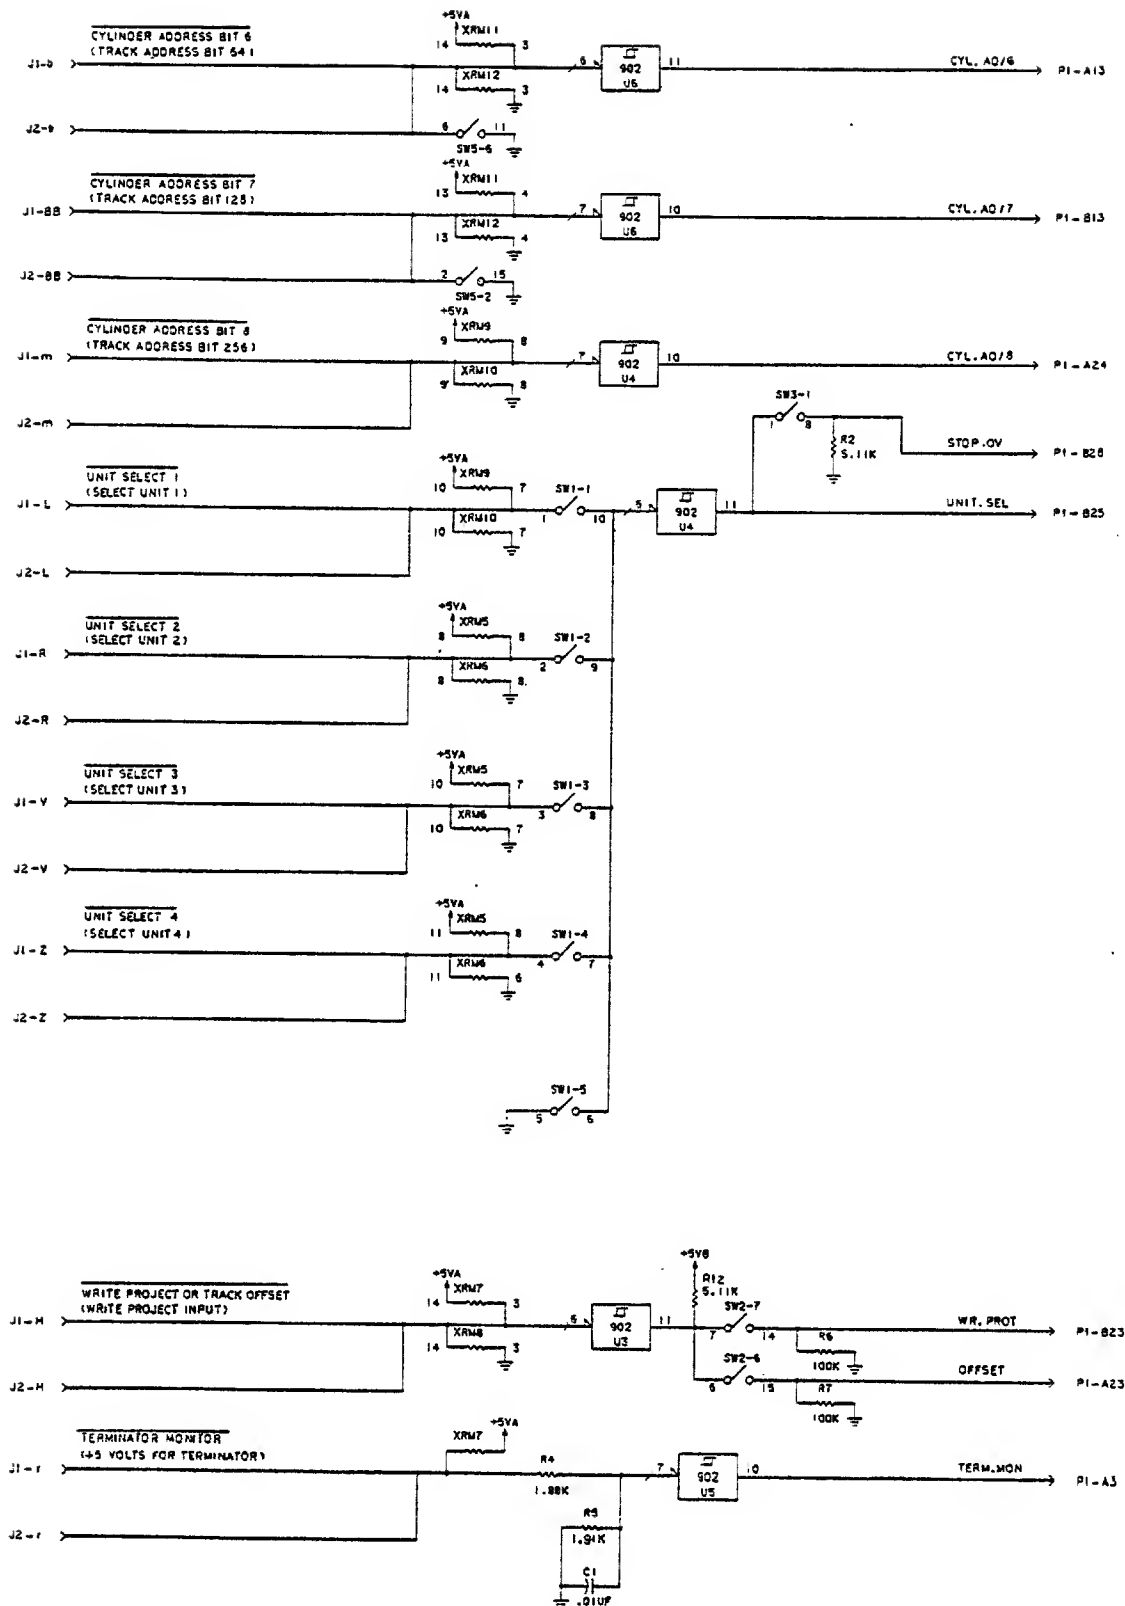 +5VA
XRM11
14 3
CYLINDER ADDRESS BIT 6
(TRACK ADDRESS BIT 64)
J1-b
6 902 U6 11
CYL. AD/6
P1-A13
XRM12
14 3
J2-b
6 11
SW5-6
+5VA
XRM11
13 4
CYLINDER ADDRESS BIT 7
(TRACK ADDRESS BIT 128)
J1-BB
7 902 U6 10
CYL. AD/7
P1-B13
XRM12
13 4
J2-BB
2 15
SW5-2
+5VA
XRM9
9 8
CYLINDER ADDRESS BIT 8
(TRACK ADDRESS BIT 256)
J1-m
7 902 U4 10
CYL. AD/8
P1-A24
XRM10
9 8
J2-m
SW3-1
1 8
R2
5.11K
STOP.OV
P1-B28
+5VA
XRM9
10 7
UNIT SELECT 1
(SELECT UNIT 1)
J1-L
SW1-1
1 10
5 902 U4 11
UNIT. SEL
P1-B25
XRM10
10 7
J2-L
+5VA
XRM5
8 8
UNIT SELECT 2
(SELECT UNIT 2)
J1-R
SW1-2
2 9
XRM6
8 8
J2-R
+5VA
XRM5
10 7
UNIT SELECT 3
(SELECT UNIT 3)
J1-V
SW1-3
3 8
XRM6
10 7
J2-V
+5VA
XRM5
11 8
UNIT SELECT 4
(SELECT UNIT 4)
J1-Z
SW1-4
4 7
XRM6
11 6
J2-Z
SW1-5
5 6
+5VA
XRM7
14 3
WRITE PROJECT OR TRACK OFFSET
(WRITE PROJECT INPUT)
J1-H
6 902 U3 11
+5VB
R12
5.11K
SW2-7
7 14
WR. PROT
P1-B23
R6
100K
XRM8
14 3
J2-H
SW2-6
6 15
OFFSET
P1-A23
R7
100K
TERMINATOR MONITOR
(+5 VOLTS FOR TERMINATOR)
+5VA
XRM7
J1-r
R4
1.88K
7 902 U5 10
TERM.MON
P1-A3
J2-r
R5
1.91K
C1
.01UF